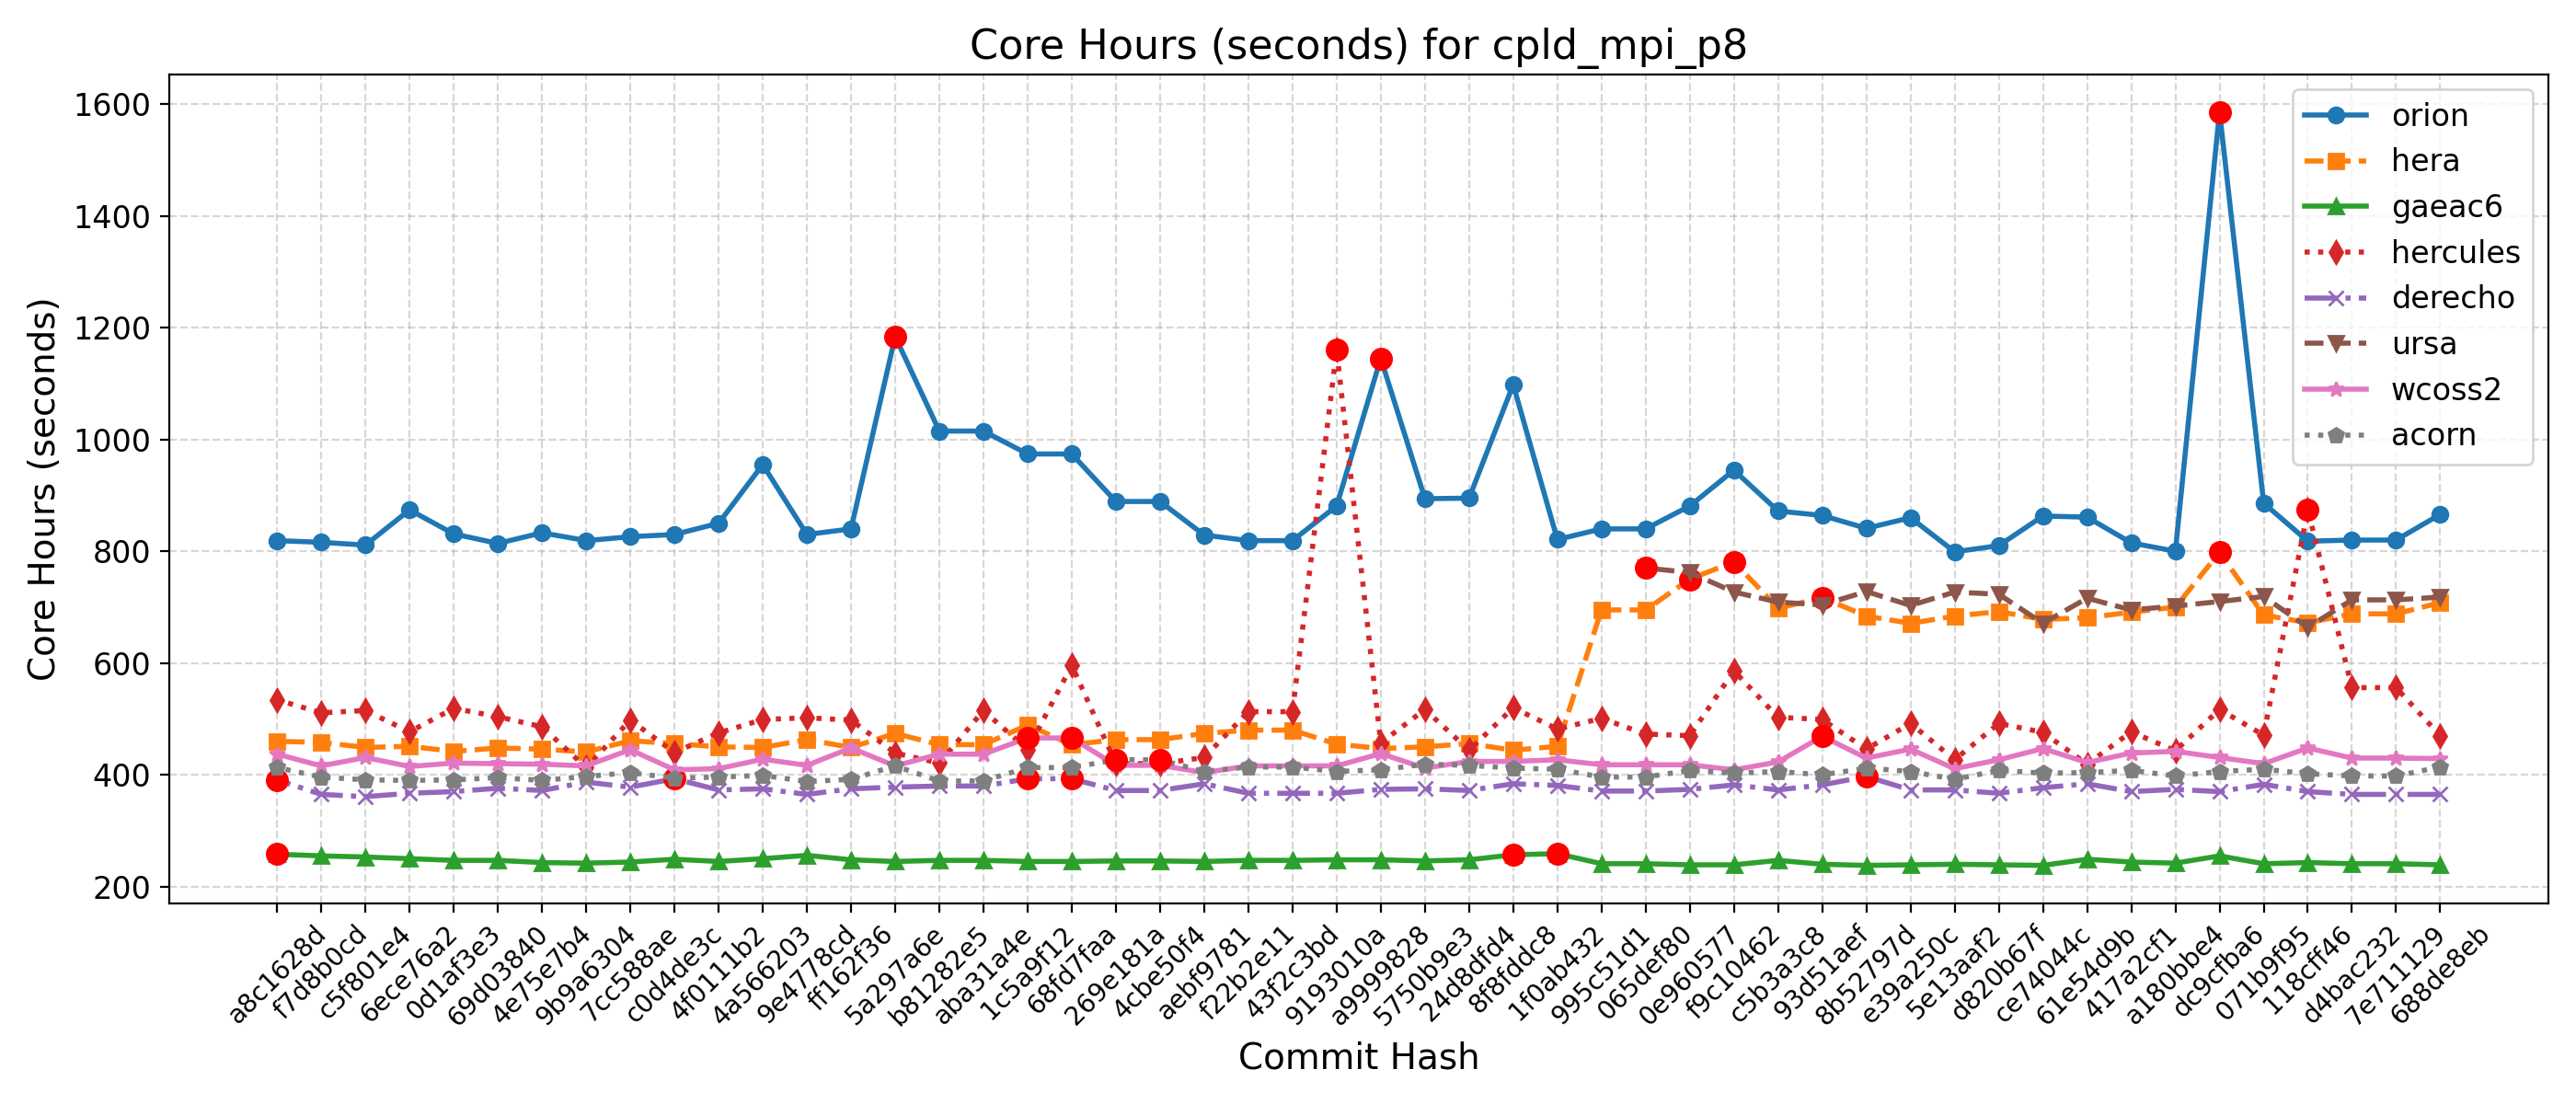 Core Hours (seconds) for cpld_mpi_p8
Core Hours (seconds)
1600
1400
1200
1000
800
600
400
200
orion
hera
gaeac6
hercules
derecho
ursa
wcoss2
acorn
a8c1628d
f7d8b0cd
c5f801e4
6ece76a2
0d1af3e3
69d03840
4e75e7b4
9b9a6304
7cc588ae
c0d4de3c
4f0111b2
4a566203
9e4778cd
ff162f36
5a297a6e
b81282e5
aba31a4e
1c5a9f12
68fd7faa
269e181a
4cbe50f4
aebf9781
f22b2e11
43f2c3bd
9193010a
a9999828
5750b9e3
24d8dfd4
8f8fddc8
1f0ab432
995c51d1
065def80
0e960577
f9c10462
c5b3a3c8
93d51aef
8b52797d
e39a250c
5e13aaf2
d820b67f
ce74044c
61e54d9b
417a2cf1
a180bbe4
dc9cfba6
071b9f95
118cff46
d4bac232
7e711129
688de8eb
Commit Hash